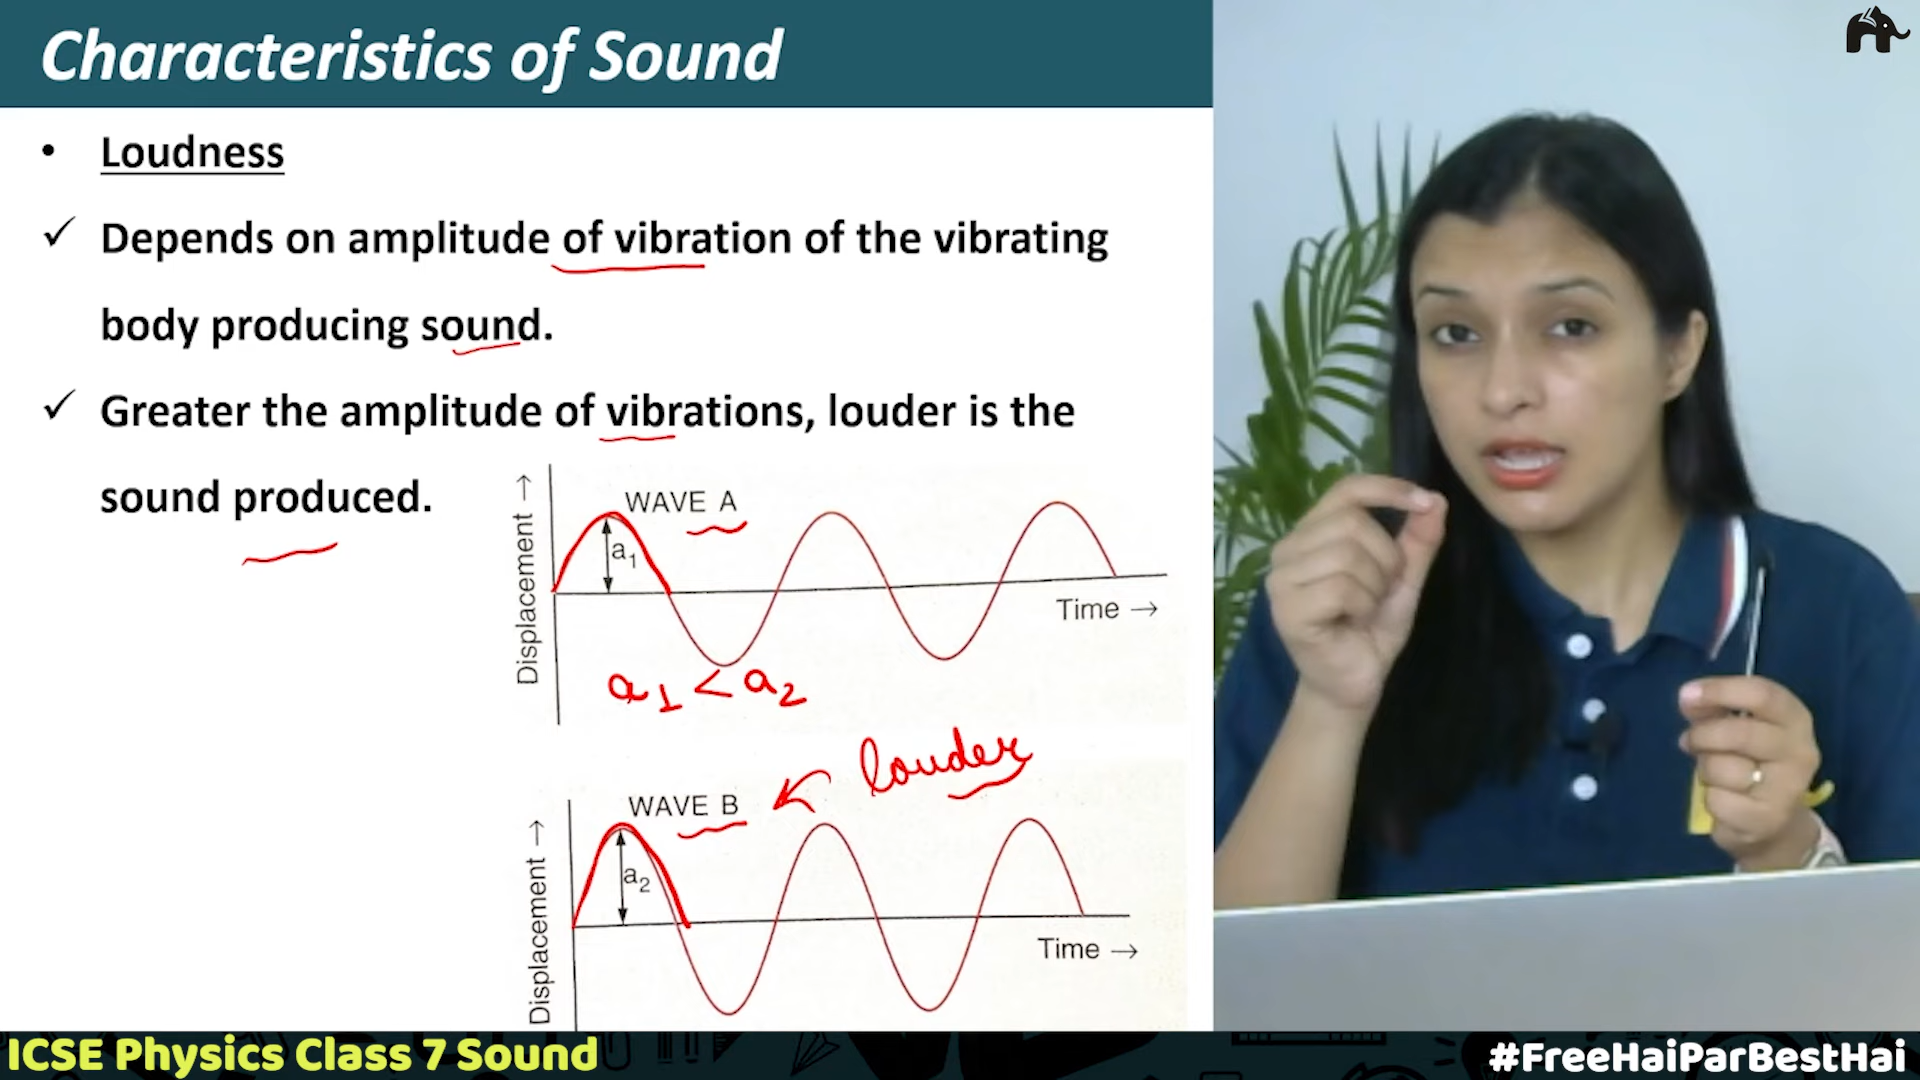 Characteristics of Sound
• Loudness
✓ Depends on amplitude of vibration of the vibrating
body producing sound.
✓ Greater the amplitude of vibrations, louder is the
sound produced.
Displacement →
WAVE A
a₁
Time →
a₁ < a₂
louder
WAVE B
Displacement →
a₂
Time →
ICSE Physics Class 7 Sound
#FreeHaiParBestHai